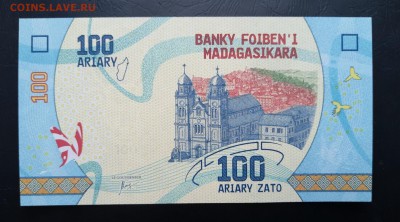 COINS.LAVE.RU
100
ARIARY
BANKY FOIBEN'I
MADAGASIKARA
100
100
ARIARY ZATO